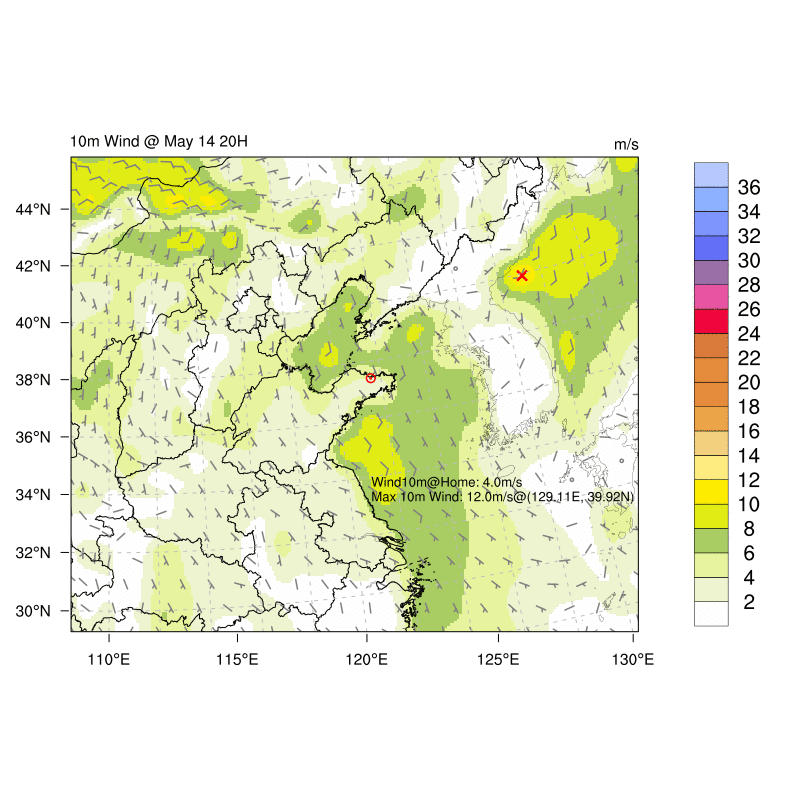 10m Wind @ May 14 20H
m/s
44°N
42°N
40°N
38°N
36°N
34°N
32°N
30°N
110°E
115°E
120°E
125°E
130°E
Wind10m@Home: 4.0m/s
Max 10m Wind: 12.0m/s@(129.11E, 39.92N)
36
34
32
30
28
26
24
22
20
18
16
14
12
10
8
6
4
2